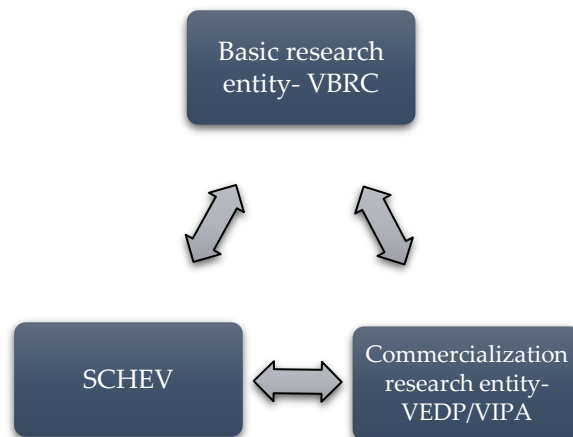 Basic research
entity- VBRC
SCHEV
Commercialization
research entity-
VEDP/VIPA